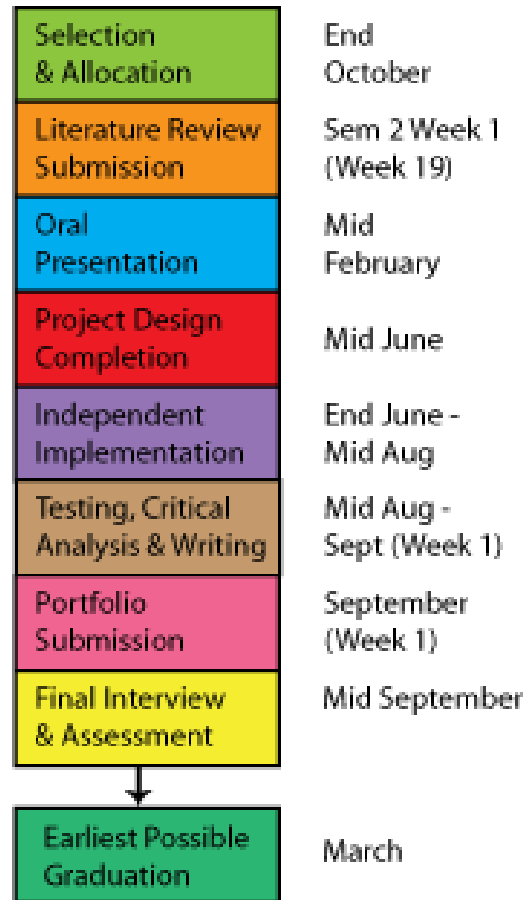 Selection
& Allocation
End
October
Literature Review
Submission
Sem 2 Week 1
(Week 19)
Oral
Presentation
Mid
February
Project Design
Completion
Mid June
Independent
Implementation
End June -
Mid Aug
Testing, Critical
Analysis & Writing
Mid Aug -
Sept (Week 1)
Portfolio
Submission
September
(Week 1)
Final Interview
& Assessment
Mid September
Earliest Possible
Graduation
March